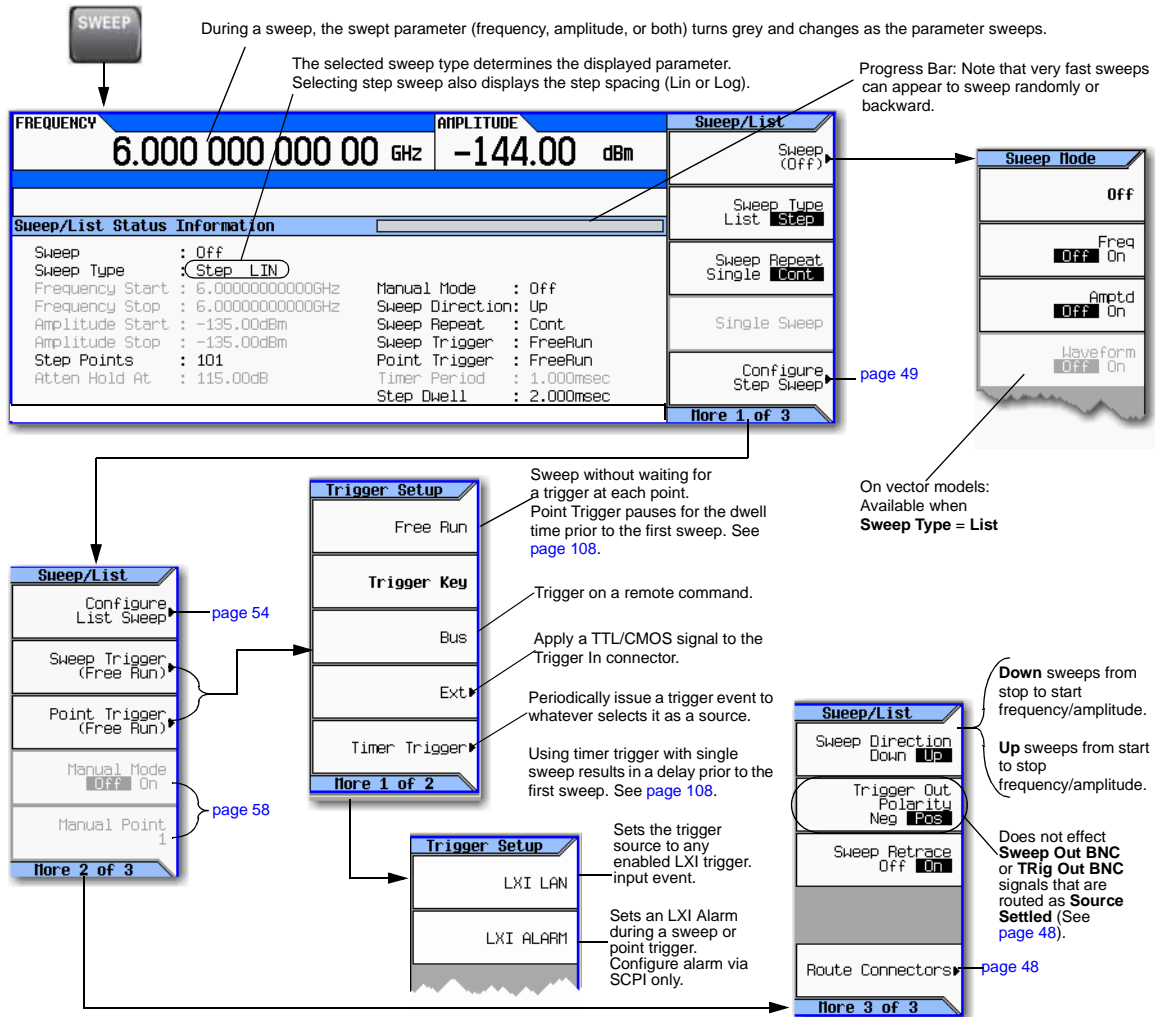 SWEEP
During a sweep, the swept parameter (frequency, amplitude, or both) turns grey and changes as the parameter sweeps.
The selected sweep type determines the displayed parameter.
Selecting step sweep also displays the step spacing (Lin or Log).
Progress Bar: Note that very fast sweeps
can appear to sweep randomly or
backward.
FREQUENCY
6.000 000 000 00 GHz
AMPLITUDE
-144.00 dBm
Sweep/List Status Information
Sweep : Off
Sweep Type : Step LIN
Frequency Start : 6.00000000000GHz
Frequency Stop : 6.00000000000GHz
Amplitude Start : -135.00dBm
Amplitude Stop : -135.00dBm
Step Points : 101
Atten Hold At : 115.00dB
Manual Mode : Off
Sweep Direction: Up
Sweep Repeat : Cont
Sweep Trigger : FreeRun
Point Trigger : FreeRun
Timer Period : 1.000msec
Step Dwell : 2.000msec
Sweep/List
Sweep
(Off)
Sweep Type
List Step
Sweep Repeat
Single Cont
Single Sweep
Configure
Step Sweep
page 49
More 1 of 3
Sweep Mode
Off
Freq
Off On
Amptd
Off On
Waveform
Off On
On vector models:
Available when
Sweep Type = List
Sweep/List
Configure
List Sweep
page 54
Sweep Trigger
(Free Run)
Point Trigger
(Free Run)
Manual Mode
Off On
Manual Point
1
page 58
More 2 of 3
Trigger Setup
Free Run
Trigger Key
Bus
Ext
Timer Trigger
More 1 of 2
Sweep without waiting for
a trigger at each point.
Point Trigger pauses for the dwell
time prior to the first sweep. See
page 108.
Trigger on a remote command.
Apply a TTL/CMOS signal to the
Trigger In connector.
Periodically issue a trigger event to
whatever selects it as a source.
Using timer trigger with single
sweep results in a delay prior to the
first sweep. See page 108.
Trigger Setup
LXI LAN
LXI ALARM
Sets the trigger
source to any
enabled LXI trigger.
input event.
Sets an LXI Alarm
during a sweep or
point trigger.
Configure alarm via
SCPI only.
Sweep/List
Sweep Direction
Down Up
Trigger Out
Polarity
Neg Pos
Sweep Retrace
Off On
Route Connectors
page 48
More 3 of 3
Down sweeps from
stop to start
frequency/amplitude.
Up sweeps from start
to stop
frequency/amplitude.
Does not effect
Sweep Out BNC
or TRig Out BNC
signals that are
routed as Source
Settled (See
page 48).